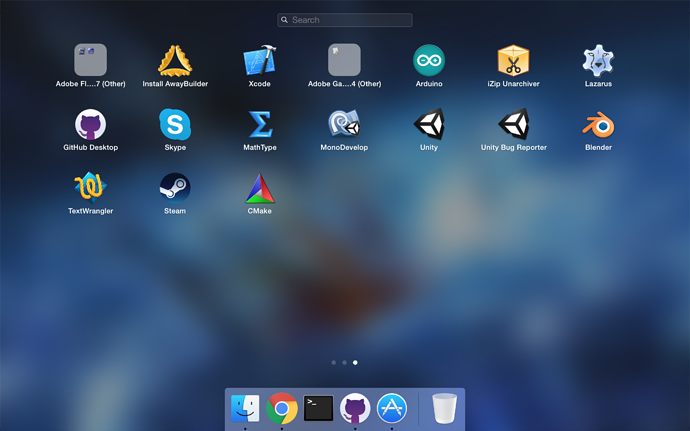 Search
Adobe Fl....7 (Other)
Install AwayBuilder
Xcode
Adobe Ga....4 (Other)
Arduino
iZip Unarchiver
Lazarus
GitHub Desktop
Skype
MathType
MonoDevelop
Unity
Unity Bug Reporter
Blender
TextWrangler
Steam
CMake
>_